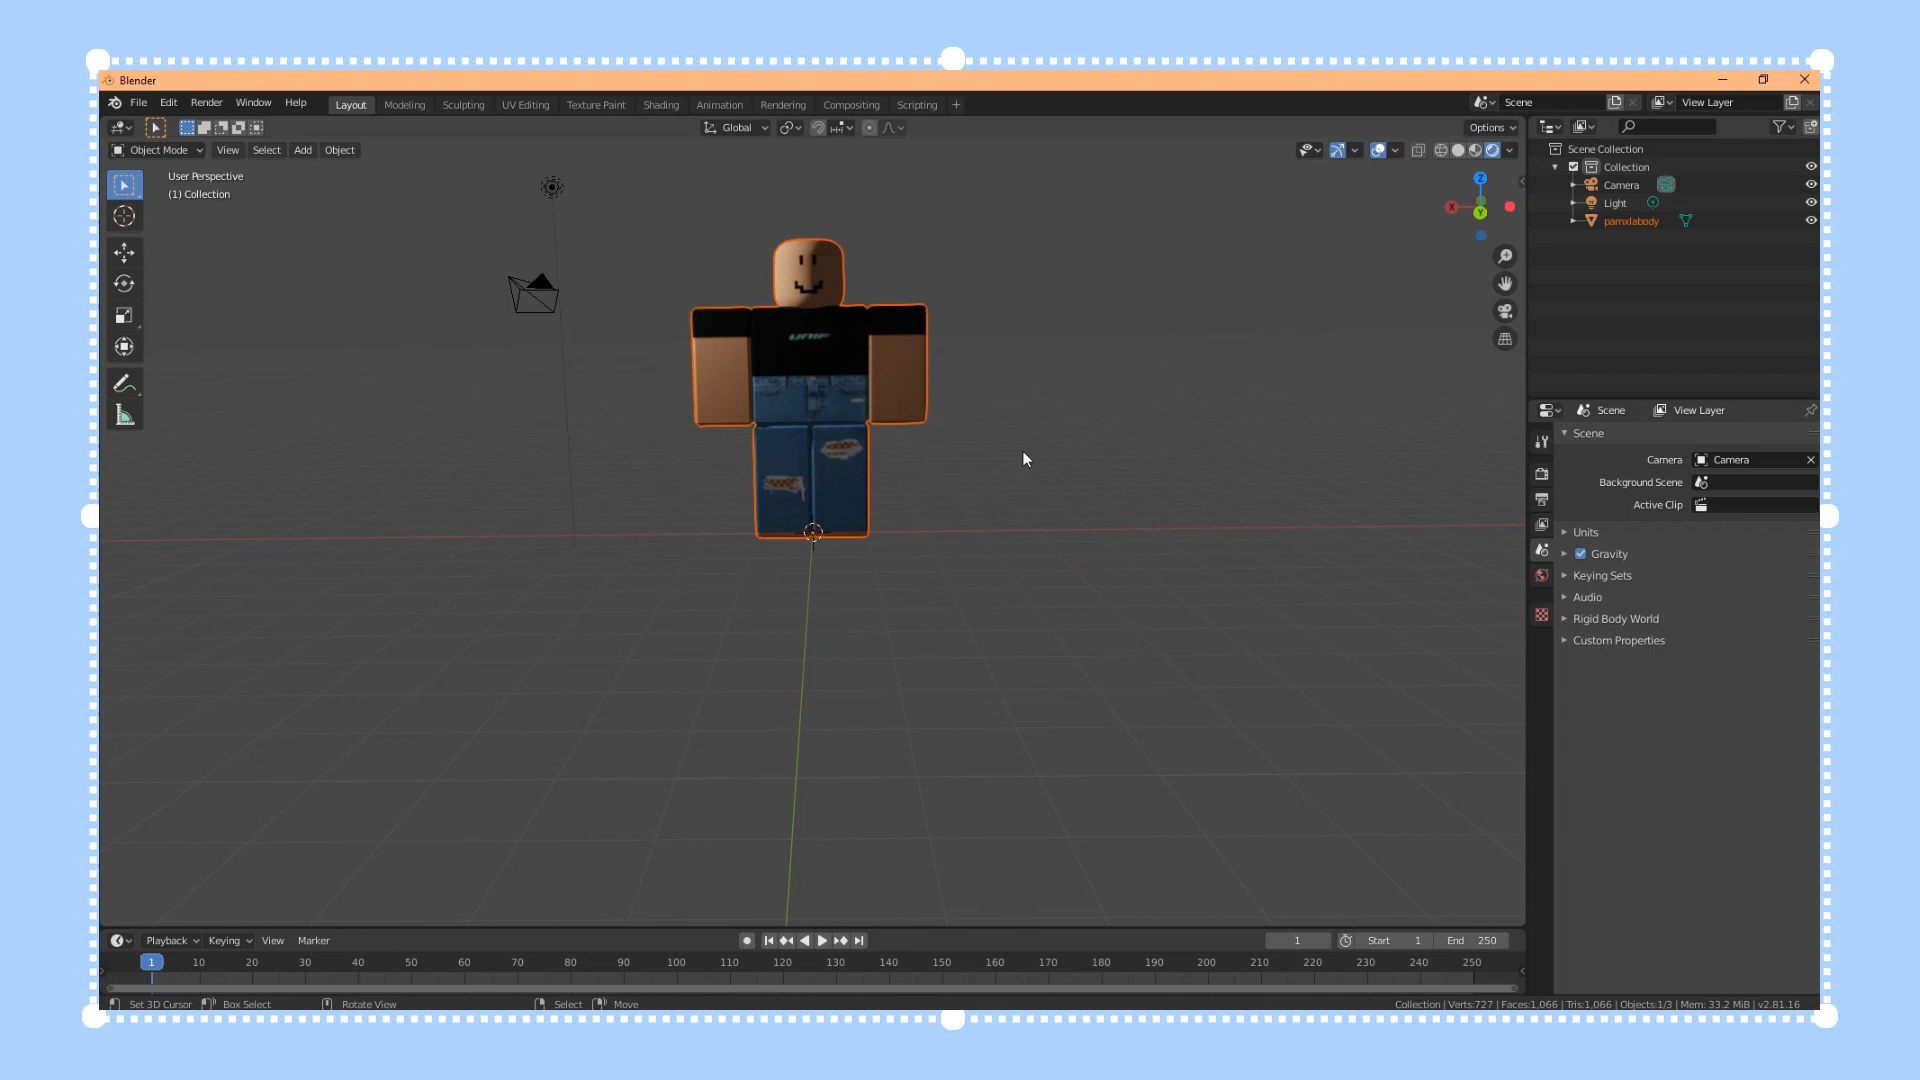 Blender
File Edit Render Window Help Layout Modeling Sculpting UV Editing Texture Paint Shading Animation Rendering Compositing Scripting + Scene View Layer
Global Options
Object Mode View Select Add Object
User Perspective
(1) Collection
Z
X
Y
UNIF
Scene Collection
Collection
Camera
Light
pamxlabody
Scene View Layer
Scene
Camera Camera
Background Scene
Active Clip
Units
Gravity
Keying Sets
Audio
Rigid Body World
Custom Properties
Playback Keying View Marker 1 Start 1 End 250
1 10 20 30 40 50 60 70 80 90 100 110 120 130 140 150 160 170 180 190 200 210 220 230 240 250
Set 3D Cursor Box Select Rotate View Select Move Collection | Verts:727 | Faces:1,066 | Tris:1,066 | Objects:1/3 | Mem: 33.2 MiB | v2.81.16